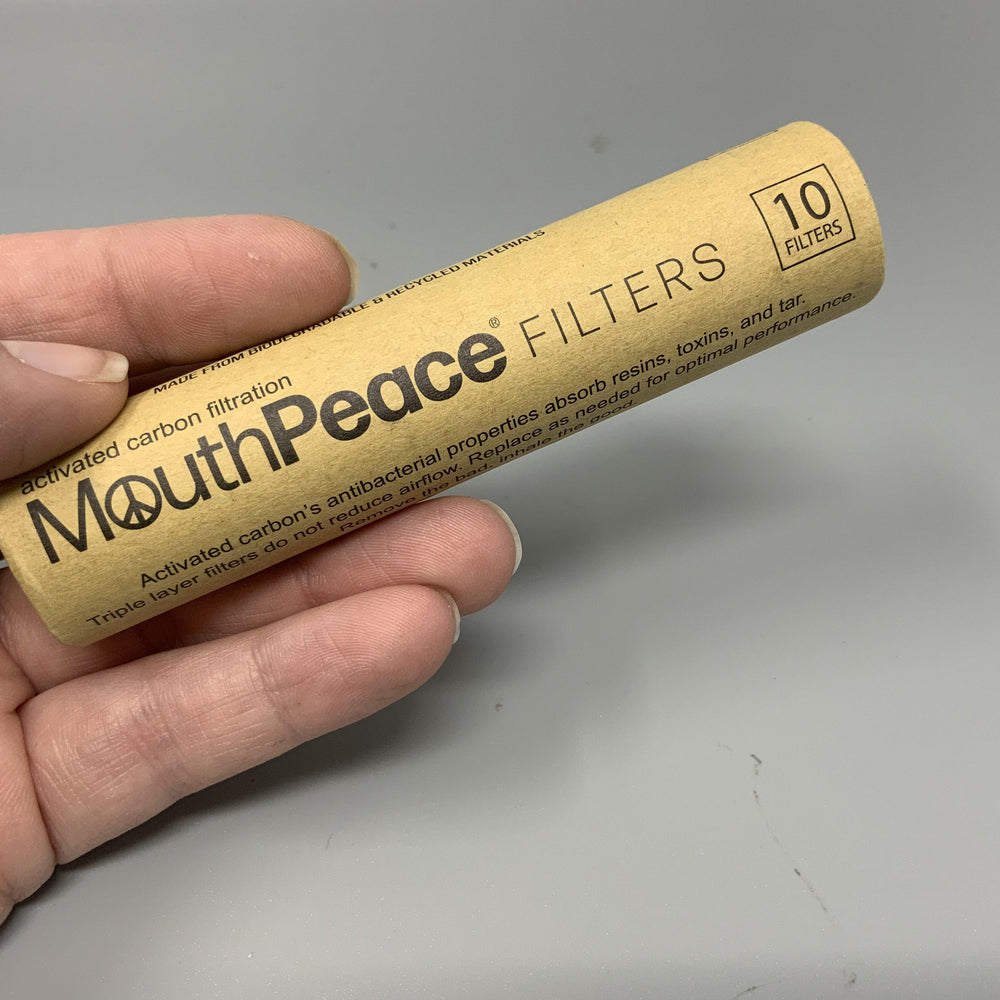 MADE FROM BIODEGRADABLE & RECYCLED MATERIALS
activated carbon filtration
MouthPeace® FILTERS
10
FILTERS
Activated carbon's antibacterial properties absorb resins, toxins, and tar.
Triple layer filters do not reduce airflow. Replace as needed for optimal performance.
Remove the bad, inhale the good.